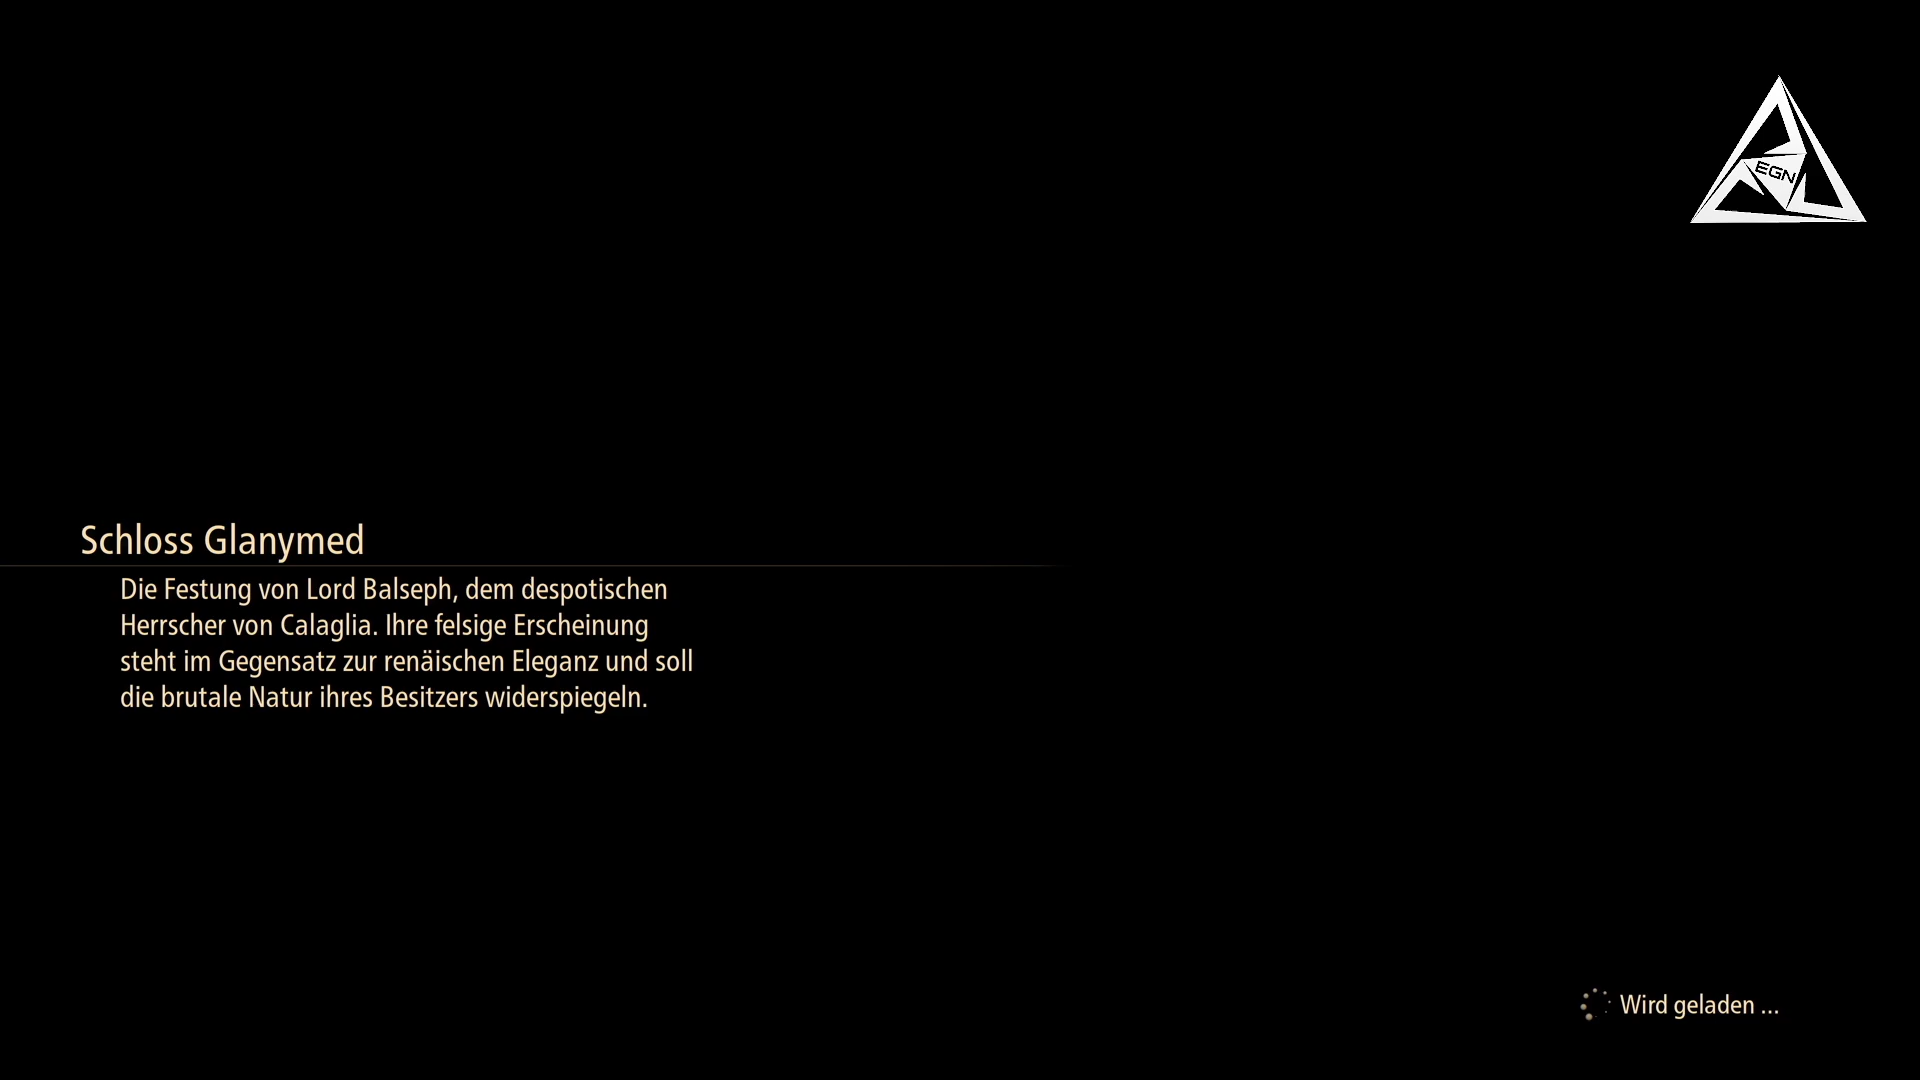 EGN
Schloss Glanymed
Die Festung von Lord Balseph, dem despotischen
Herrscher von Calaglia. Ihre felsige Erscheinung
steht im Gegensatz zur renäischen Eleganz und soll
die brutale Natur ihres Besitzers widerspiegeln.
Wird geladen ...